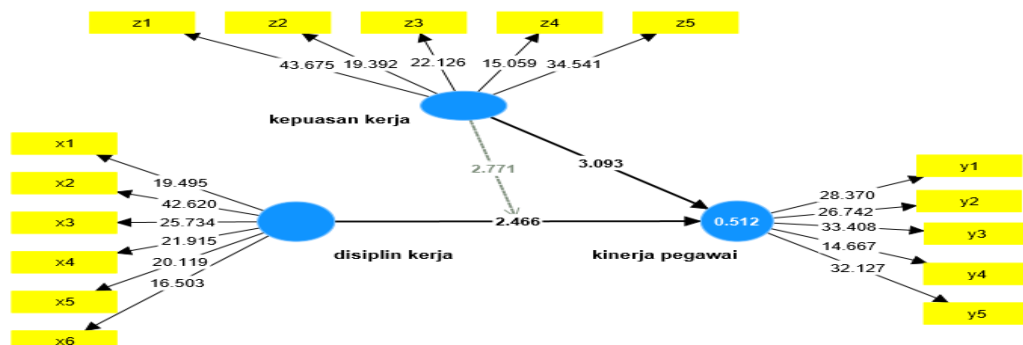 z1 z2 z3 z4 z5
43.675 19.392 22.126 15.059 34.541
kepuasan kerja
x1
x2
x3
x4
x5
x6
19.495
42.620
25.734
21.915
20.119
16.503
2.771
3.093
2.466
disiplin kerja
kinerja pegawai
0.512
28.370
26.742
33.408
14.667
32.127
y1
y2
y3
y4
y5